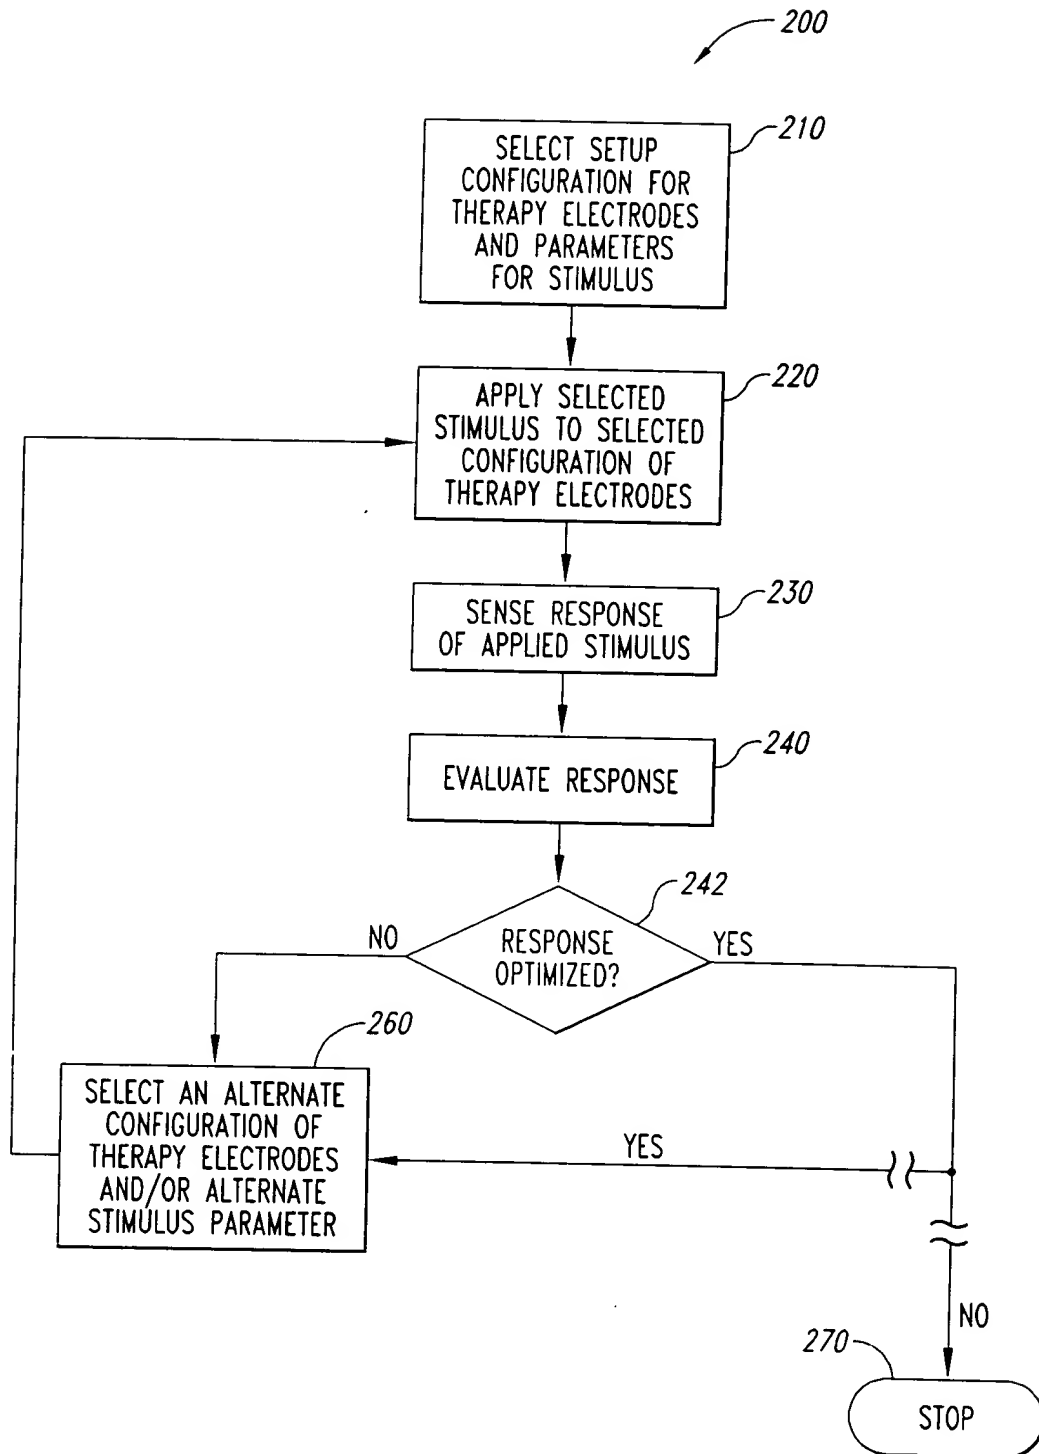 200
210
SELECT SETUP
CONFIGURATION FOR
THERAPY ELECTRODES
AND PARAMETERS
FOR STIMULUS
220
APPLY SELECTED
STIMULUS TO SELECTED
CONFIGURATION OF
THERAPY ELECTRODES
230
SENSE RESPONSE
OF APPLIED STIMULUS
240
EVALUATE RESPONSE
242
NO
RESPONSE
OPTIMIZED?
YES
260
SELECT AN ALTERNATE
CONFIGURATION OF
THERAPY ELECTRODES
AND/OR ALTERNATE
STIMULUS PARAMETER
YES
NO
270
STOP